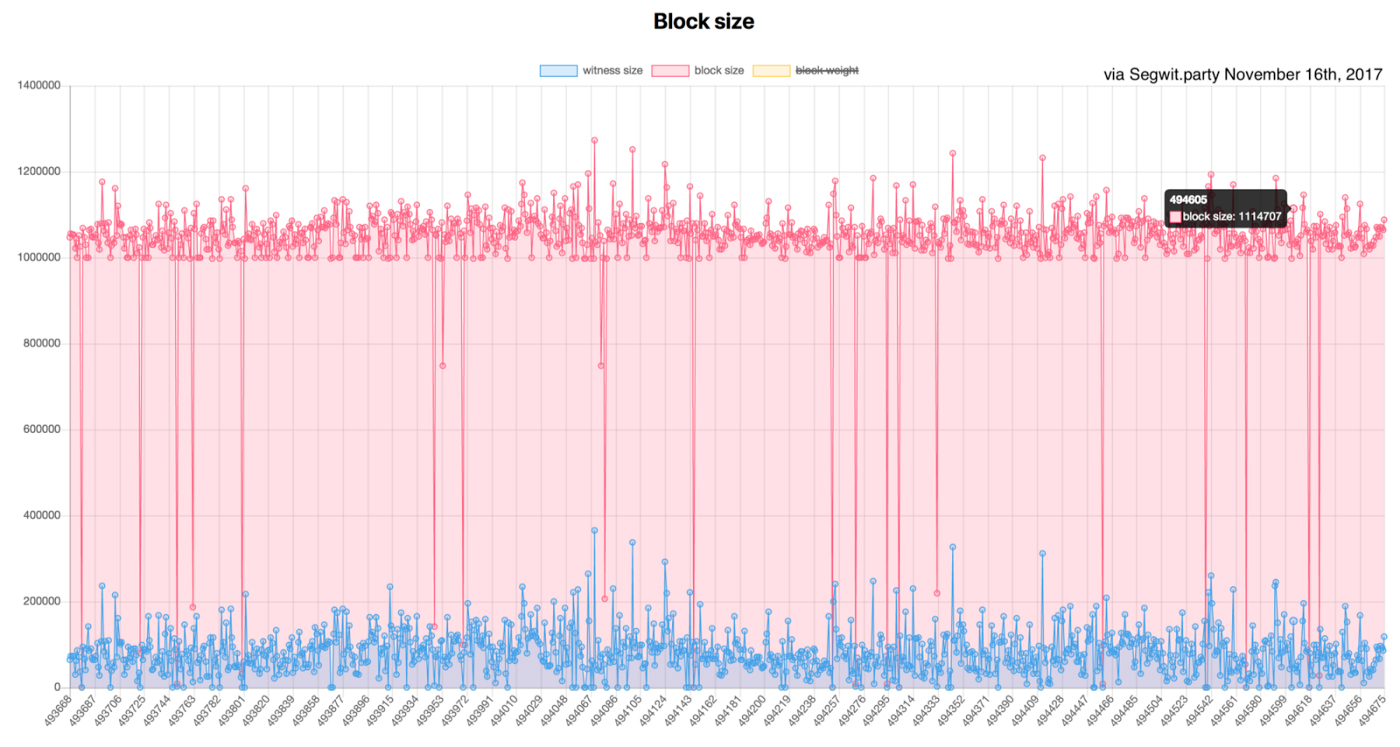 Block size
witness size block size block weight
via Segwit.party November 16th, 2017
1400000
1200000
1000000
800000
600000
400000
200000
0
494605
block size: 1114707
493668 493687 493706 493725 493744 493763 493782 493801 493820 493839 493858 493877 493896 493915 493934 493953 493972 493991 494010 494029 494048 494067 494086 494105 494124 494143 494162 494181 494200 494219 494238 494257 494276 494295 494314 494333 494352 494371 494390 494409 494428 494447 494466 494485 494504 494523 494542 494561 494580 494599 494618 494637 494656 494675